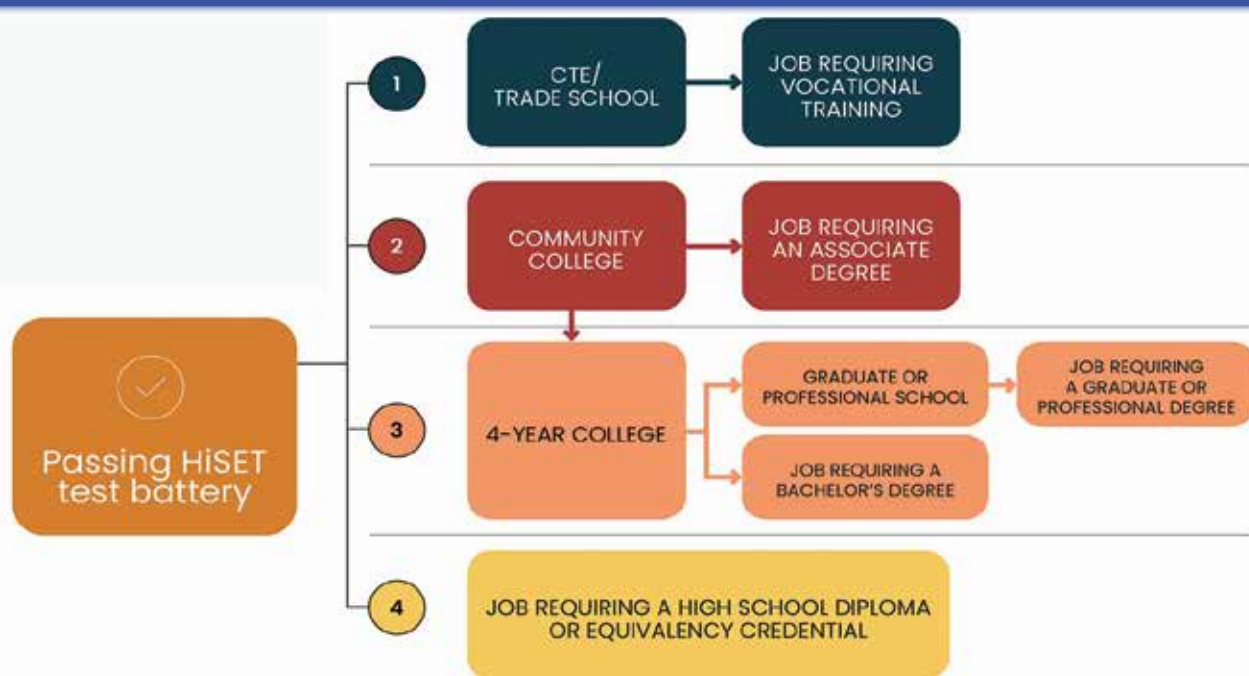 1
CTE/
TRADE SCHOOL
JOB REQUIRING
VOCATIONAL
TRAINING
2
COMMUNITY
COLLEGE
JOB REQUIRING
AN ASSOCIATE
DEGREE
Passing HiSET
test battery
3
4-YEAR COLLEGE
GRADUATE OR
PROFESSIONAL SCHOOL
JOB REQUIRING
A GRADUATE OR
PROFESSIONAL DEGREE
JOB REQUIRING A
BACHELOR'S DEGREE
4
JOB REQUIRING A HIGH SCHOOL DIPLOMA
OR EQUIVALENCY CREDENTIAL